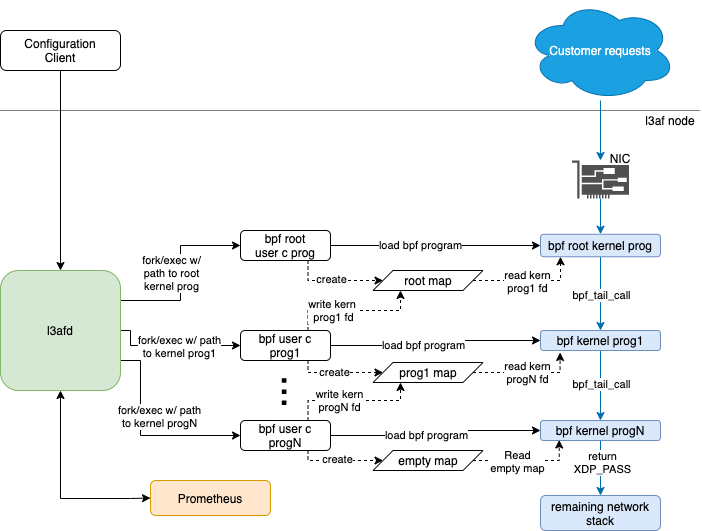 Configuration
Client
Customer requests
l3af node
NIC
bpf root
user c prog
load bpf program
bpf root kernel prog
fork/exec w/
path to root
kernel prog
create
root map
read kern
prog1 fd
bpf_tail_call
write kern
prog1 fd
l3afd
fork/exec w/ path
to kernel prog1
bpf user c
prog1
load bpf program
bpf kernel prog1
create
prog1 map
read kern
progN fd
bpf_tail_call
write kern
progN fd
fork/exec w/ path
to kernel progN
bpf user c
progN
load bpf program
bpf kernel progN
create
empty map
Read
empty map
return
XDP_PASS
Prometheus
remaining network
stack